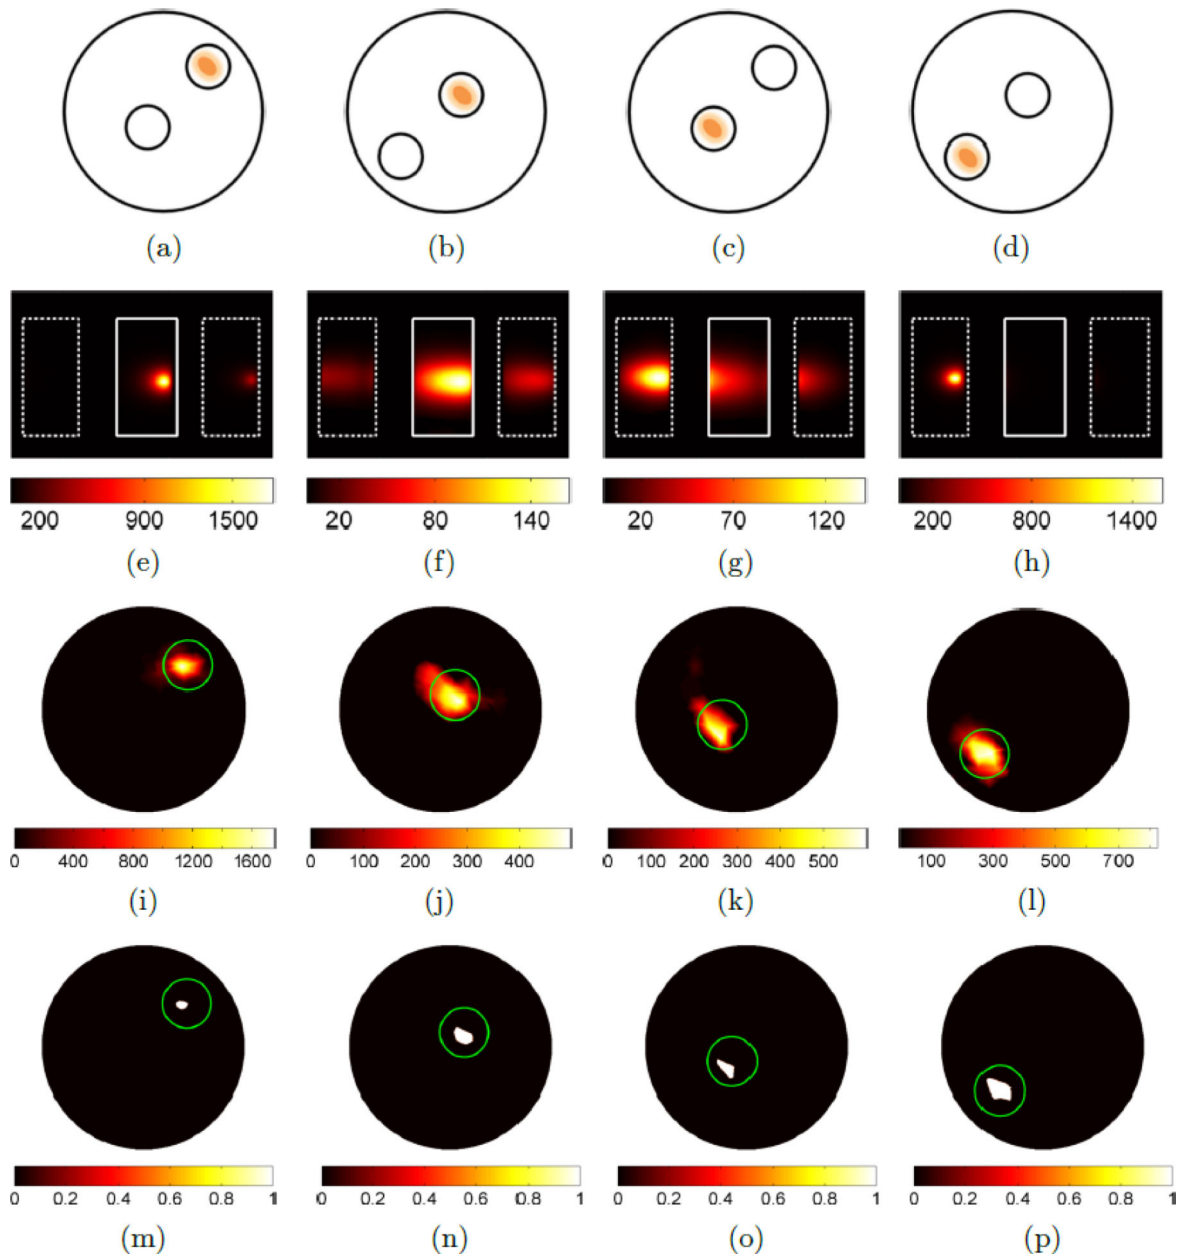 (a) (b) (c) (d)
200 900 1500 20 80 140 20 70 120 200 800 1400
(e) (f) (g) (h)
0 400 800 1200 1600 0 100 200 300 400 0 100 200 300 400 500 100 300 500 700
(i) (j) (k) (l)
0 0.2 0.4 0.6 0.8 1 0 0.2 0.4 0.6 0.8 1 0 0.2 0.4 0.6 0.8 1 0 0.2 0.4 0.6 0.8 1
(m) (n) (o) (p)